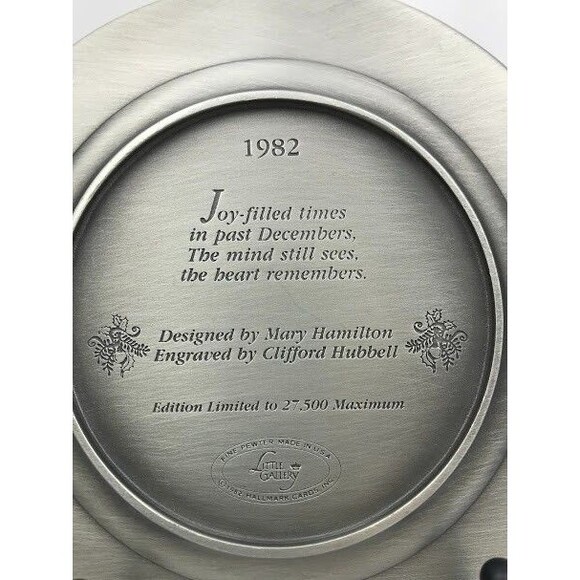 1982
Joy-filled times
in past Decembers,
The mind still sees,
the heart remembers.
Designed by Mary Hamilton
Engraved by Clifford Hubbell
Edition Limited to 27,500 Maximum
FINE PEWTER MADE IN U.S.A.
LITTLE
GALLERY
©1982 HALLMARK CARDS, INC.